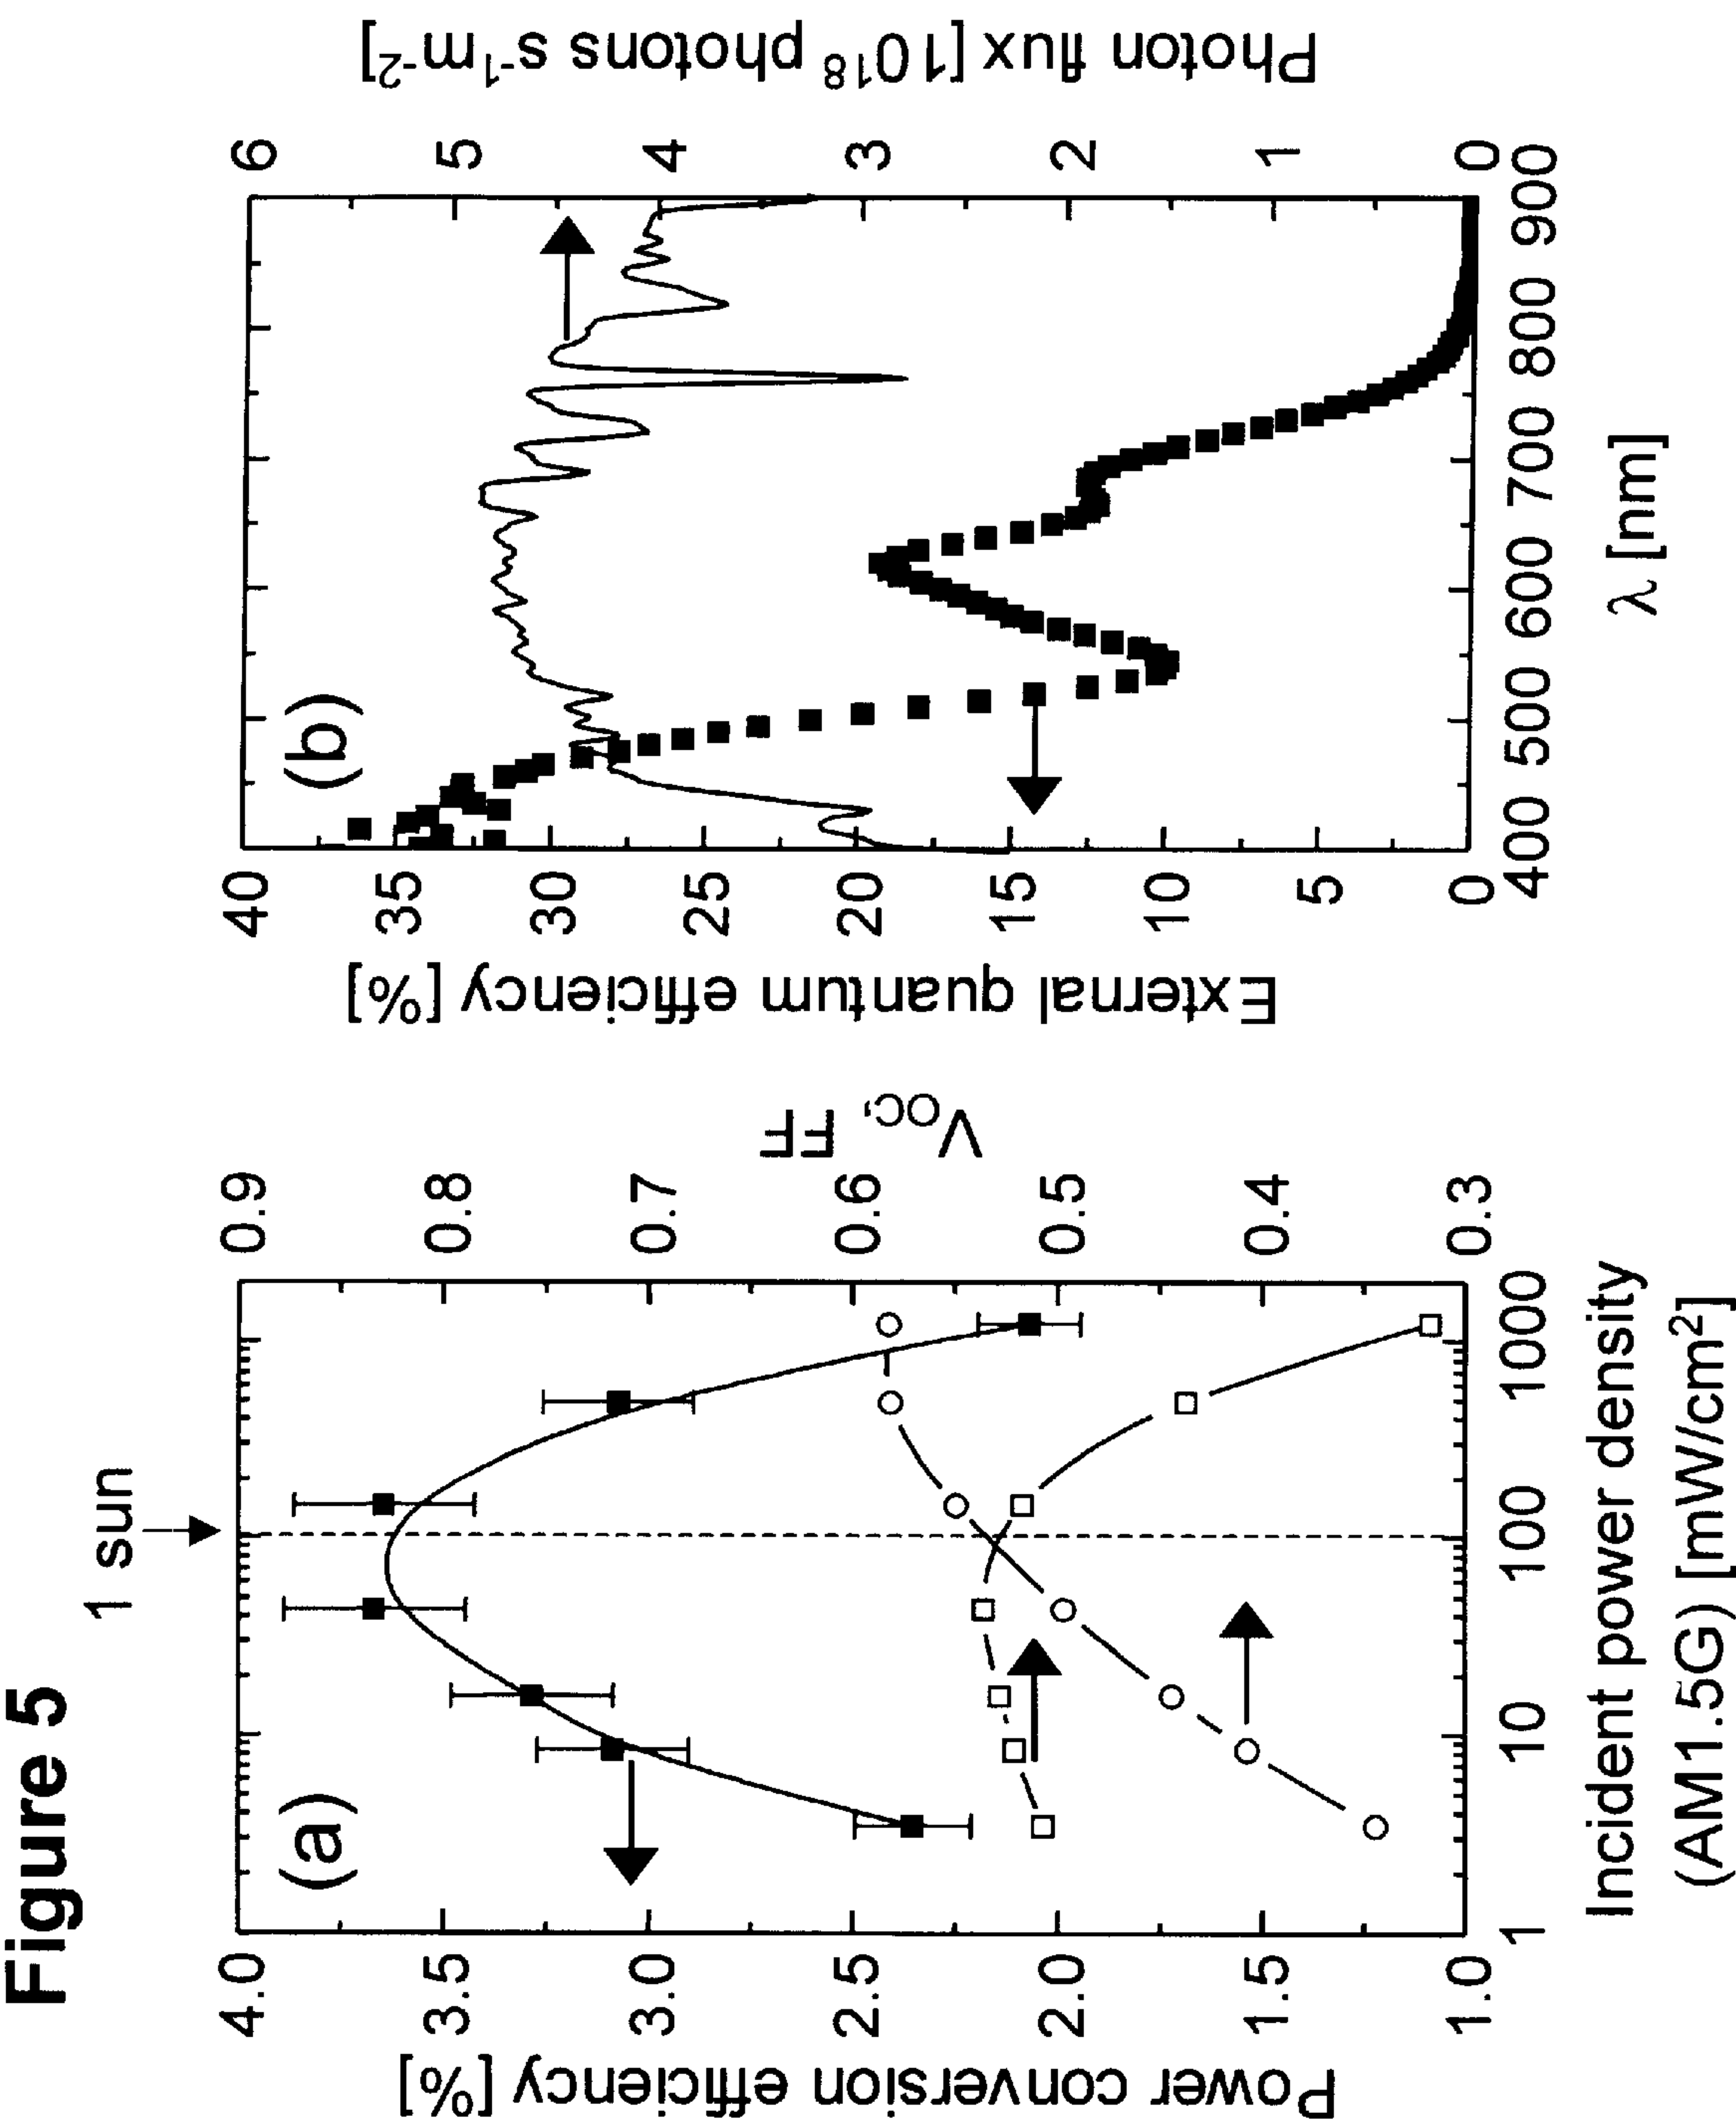 Figure 5
1 sun
(a)
Power conversion efficiency [%]
4.0
3.5
3.0
2.5
2.0
1.5
1.0
1
10
100
1000
Incident power density
(AM1.5G) [mW/cm²]
0.9
0.8
0.7
0.6
0.5
0.4
0.3
V_OC, FF
(b)
External quantum efficiency [%]
40
35
30
25
20
15
10
5
0
400 500 600 700 800 900
λ [nm]
6
5
4
3
2
1
0
Photon flux [10¹⁸ photons s⁻¹m⁻²]